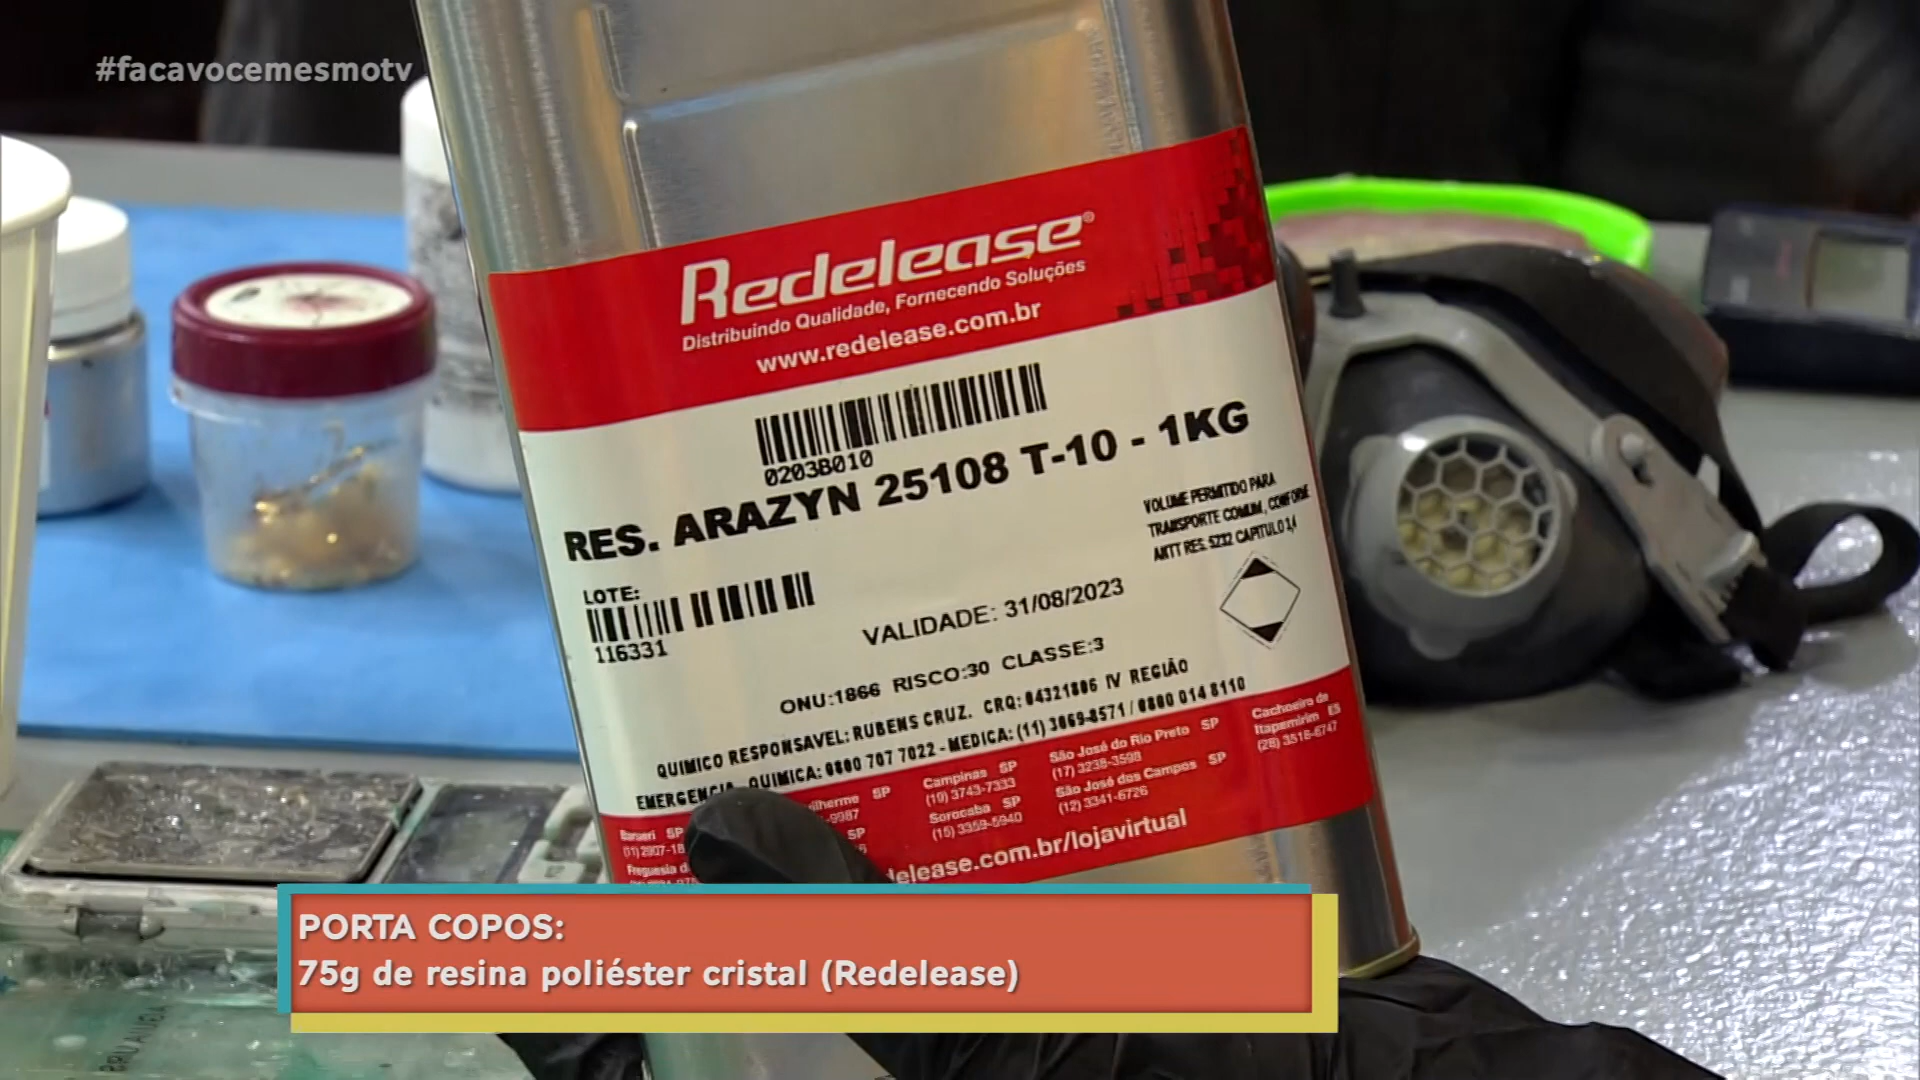 #facavocemesmotv
Redelease®
Distribuindo Qualidade, Fornecendo Soluções
www.redelease.com.br
0203B010
RES. ARAZYN 25108 T-10 - 1KG
VOLUME PERMITIDO PARA
TRANSPORTE COMUM, CONFORME
ANTT RES. 5232 CAPITULO 3,4
LOTE:
116331
VALIDADE: 31/08/2023
ONU:1866 RISCO:30 CLASSE:3
QUIMICO RESPONSAVEL: RUBENS CRUZ. CRQ: 04321806 IV REGIÃO
EMERGENCIA QUIMICA: 0800 707 7022 - MEDICA: (11) 3069-8571 / 0800 014 8110
Barueri SP
Campinas SP
(19) 3743-7333
Sorocaba SP
(15) 3359-5940
São José do Rio Preto SP
(17) 3238-3598
São José dos Campos SP
(12) 3341-6726
Cachoeiro de
Itapemirim ES
(28) 3515-6747
delease.com.br/lojavirtual
PORTA COPOS:
75g de resina poliéster cristal (Redelease)